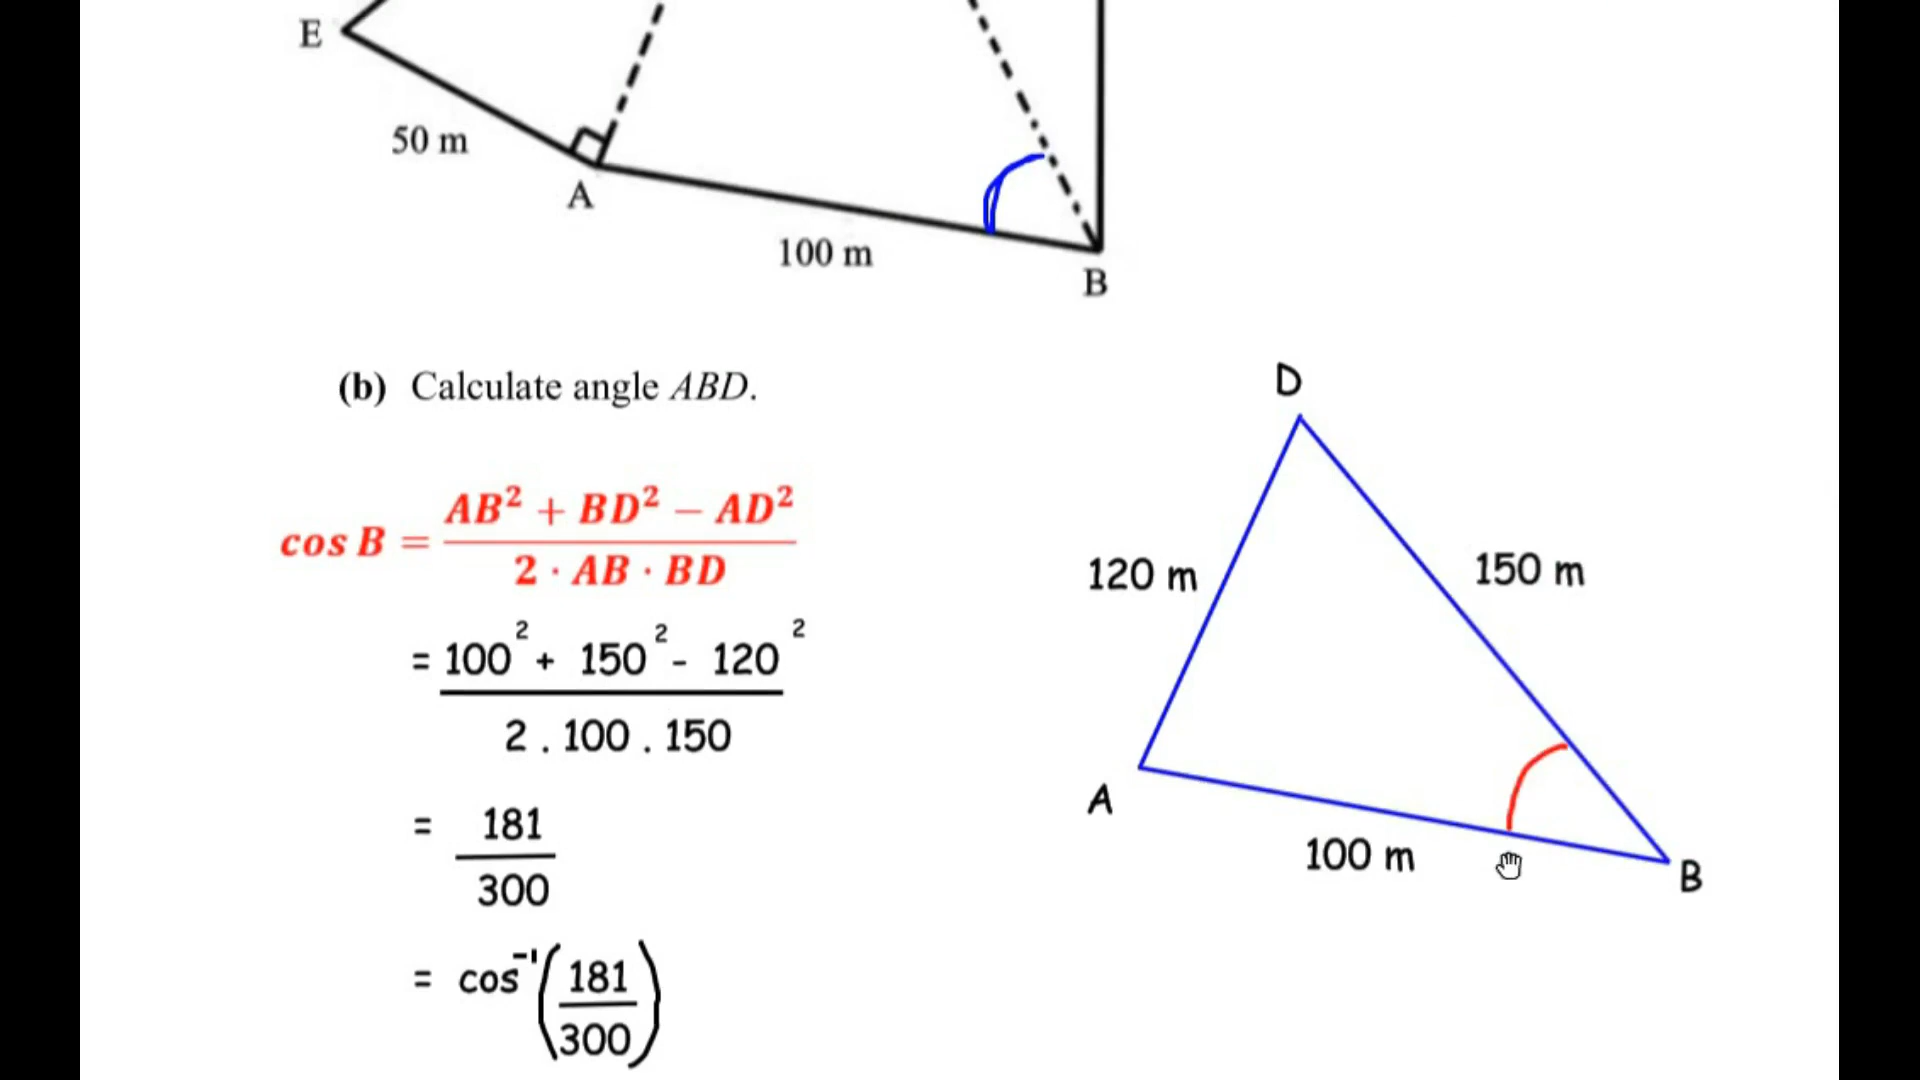 E
50 m
A
100 m
B
(b) Calculate angle ABD.
D
cos B = AB² + BD² − AD² / 2 · AB · BD
120 m
150 m
= 100² + 150² - 120² / 2 . 100 . 150
A
= 181 / 300
100 m
B
= cos⁻¹(181 / 300)